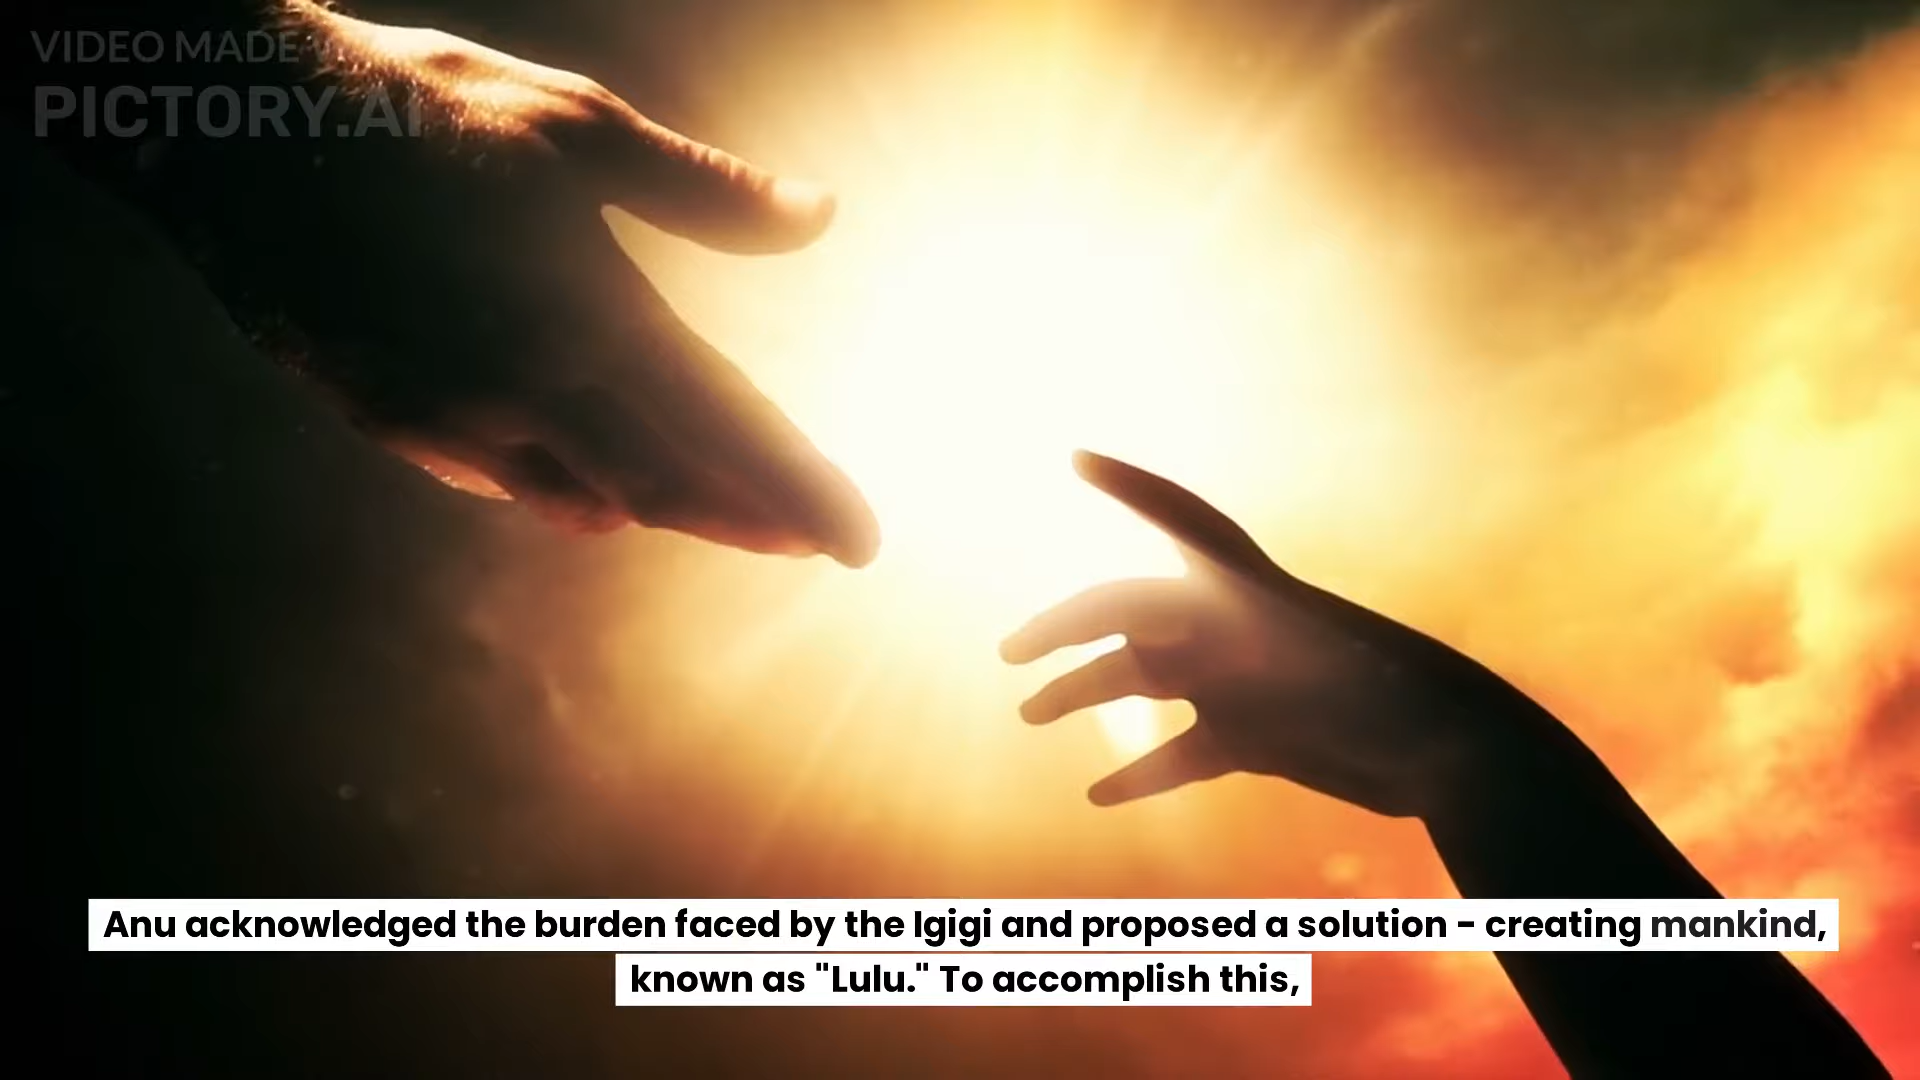 VIDEO MADE
PICTORY.AI
Anu acknowledged the burden faced by the Igigi and proposed a solution - creating mankind,
known as "Lulu." To accomplish this,